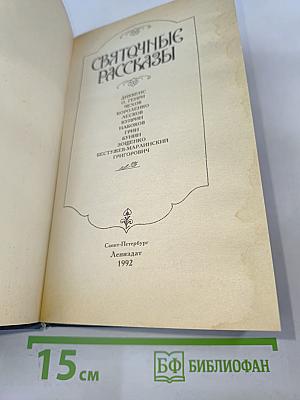 СВЯТОЧНЫЕ
РАССКАЗЫ
ДИККЕНС
О. ГЕНРИ
ЧЕХОВ
КОРОЛЕНКО
ЛЕСКОВ
КУПРИН
НАБОКОВ
ГРИН
БУНИН
ЗОЩЕНКО
БЕСТУЖЕВ-МАРЛИНСКИЙ
ГРИГОРОВИЧ
Санкт-Петербург
Лениздат
1992
15 см
БФ БИБЛИОФАН